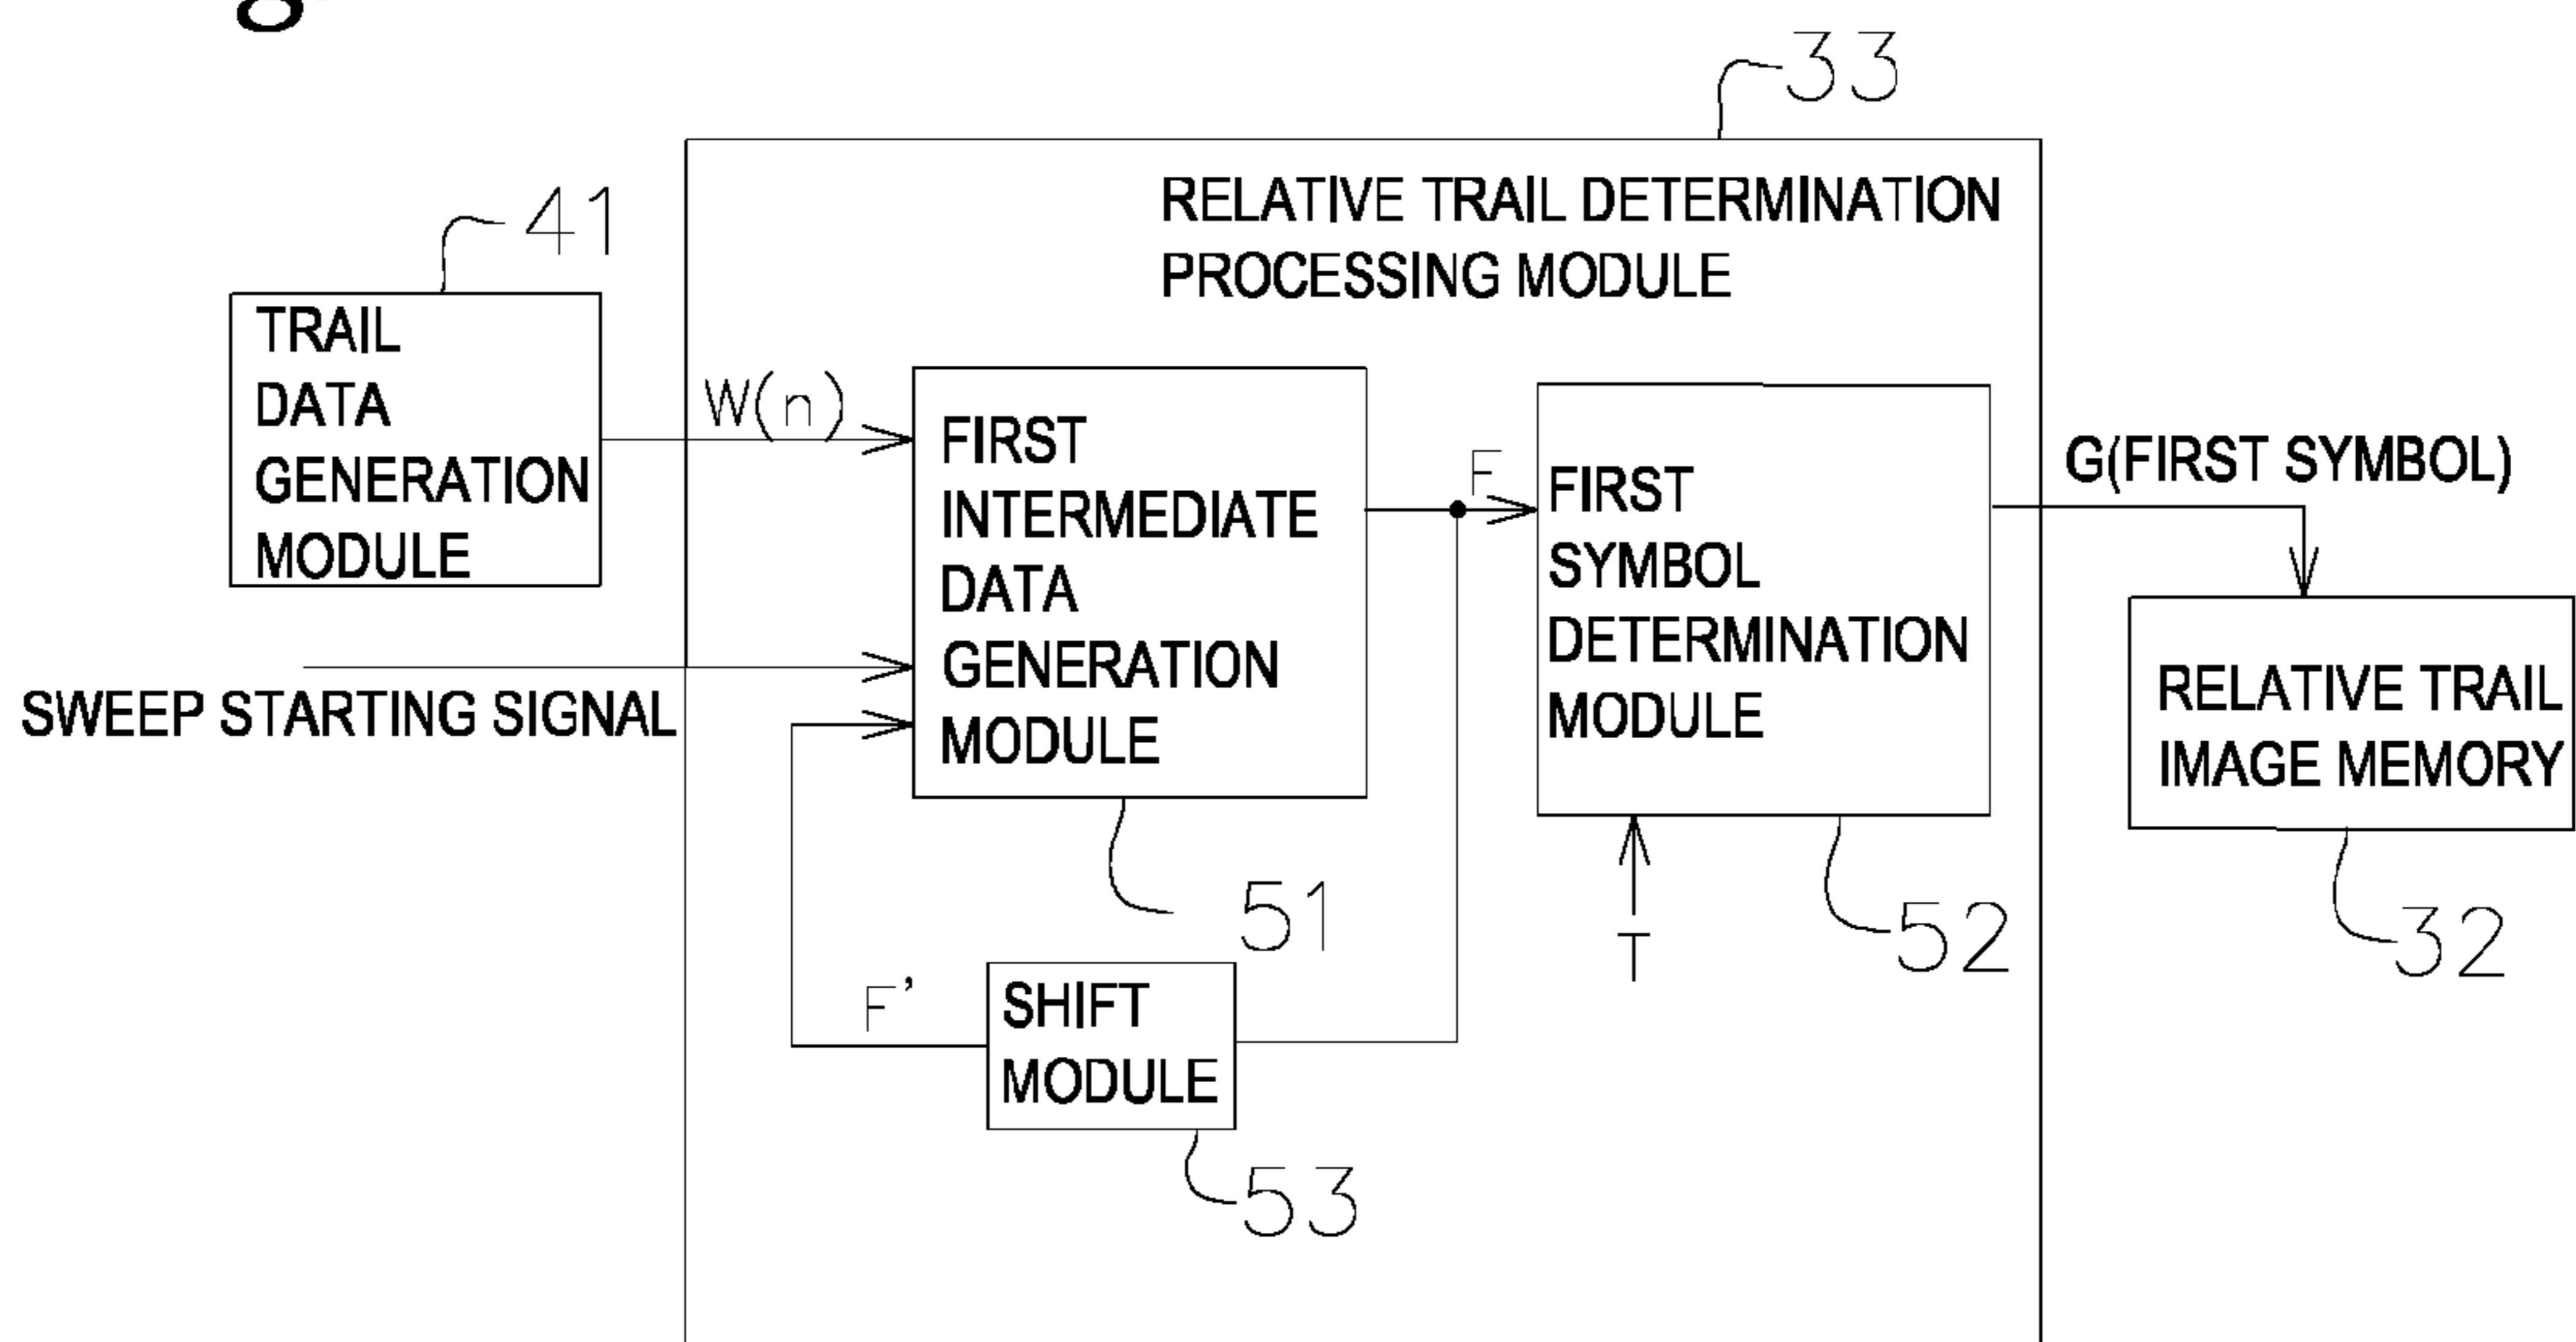 33
RELATIVE TRAIL DETERMINATION
PROCESSING MODULE
41
TRAIL
DATA
GENERATION
MODULE
W(n)
FIRST
INTERMEDIATE
DATA
GENERATION
MODULE
F
FIRST
SYMBOL
DETERMINATION
MODULE
G(FIRST SYMBOL)
SWEEP STARTING SIGNAL
RELATIVE TRAIL
IMAGE MEMORY
51
T
52
32
F'
SHIFT
MODULE
53